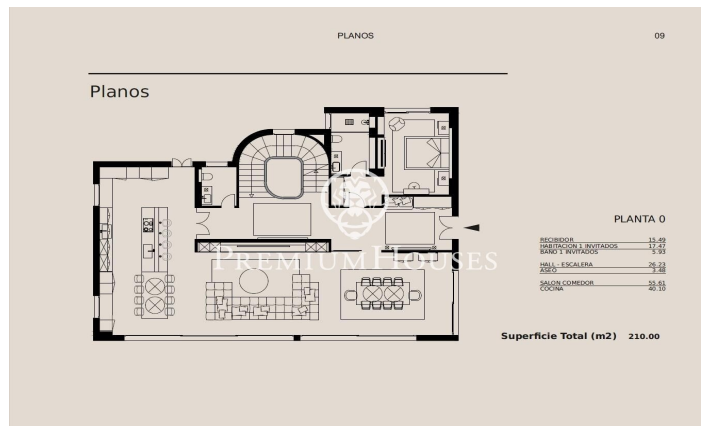 PLANOS
09
Planos
PREMIUM HOUSES
PLANTA 0
RECIBIDOR 15.49
HABITACION 1 INVITADOS 17.47
BAÑO 1 INVITADOS 5.93
HALL - ESCALERA 26.23
ASEO 3.48
SALON COMEDOR 55.61
COCINA 40.10
Superficie Total (m2) 210.00